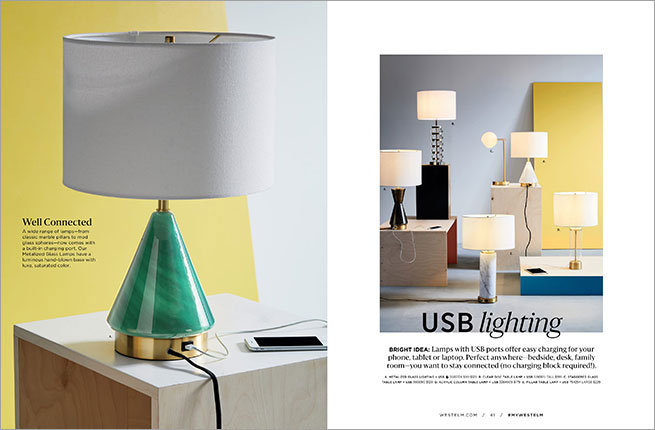 Well Connected
A wide range of lamps—from
classic marble pillars to mod
glass spheres—now comes with
a built-in charging port. Our
Metalized Glass Lamps have a
luminous hand-blown base with
luxe, saturated color.
USB lighting
BRIGHT IDEA: Lamps with USB ports offer easy charging for your
phone, tablet or laptop. Perfect anywhere—bedside, desk, family
room—you want to stay connected (no charging block required!).
WESTELM.COM // 41 // #MYWESTELM